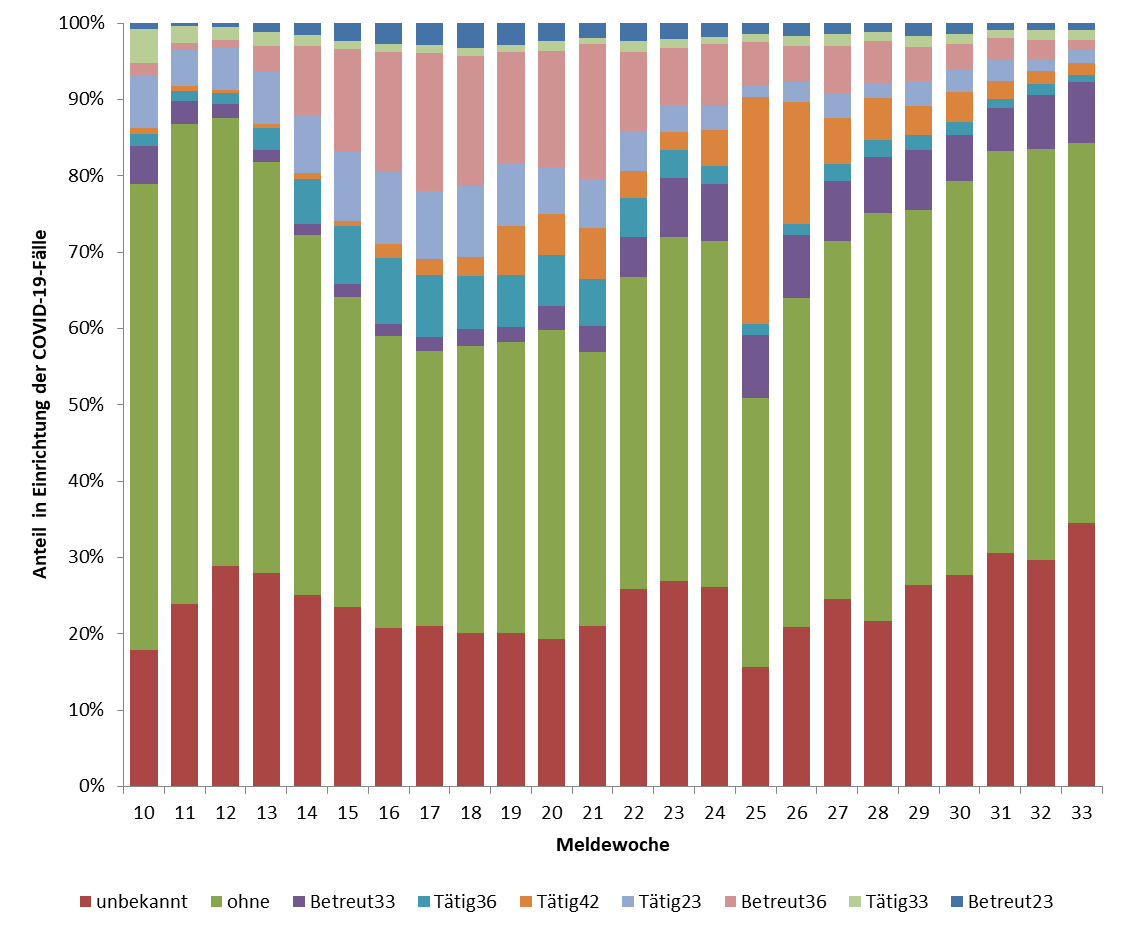 Anteil in Einrichtung der COVID-19-Fälle
100%
90%
80%
70%
60%
50%
40%
30%
20%
10%
0%
10 11 12 13 14 15 16 17 18 19 20 21 22 23 24 25 26 27 28 29 30 31 32 33
Meldewoche
unbekannt ohne Betreut33 Tätig36 Tätig42 Tätig23 Betreut36 Tätig33 Betreut23